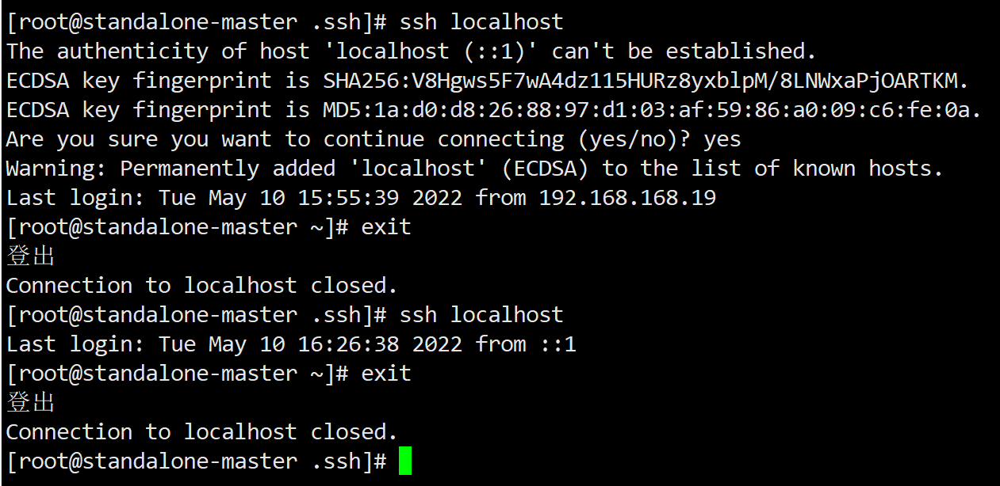 [root@standalone-master .ssh]# ssh localhost
The authenticity of host 'localhost (::1)' can't be established.
ECDSA key fingerprint is SHA256:V8Hgws5F7wA4dz115HURz8yxblpM/8LNWxaPjOARTKM.
ECDSA key fingerprint is MD5:1a:d0:d8:26:88:97:d1:03:af:59:86:a0:09:c6:fe:0a.
Are you sure you want to continue connecting (yes/no)? yes
Warning: Permanently added 'localhost' (ECDSA) to the list of known hosts.
Last login: Tue May 10 15:55:39 2022 from 192.168.168.19
[root@standalone-master ~]# exit
登出
Connection to localhost closed.
[root@standalone-master .ssh]# ssh localhost
Last login: Tue May 10 16:26:38 2022 from ::1
[root@standalone-master ~]# exit
登出
Connection to localhost closed.
[root@standalone-master .ssh]#